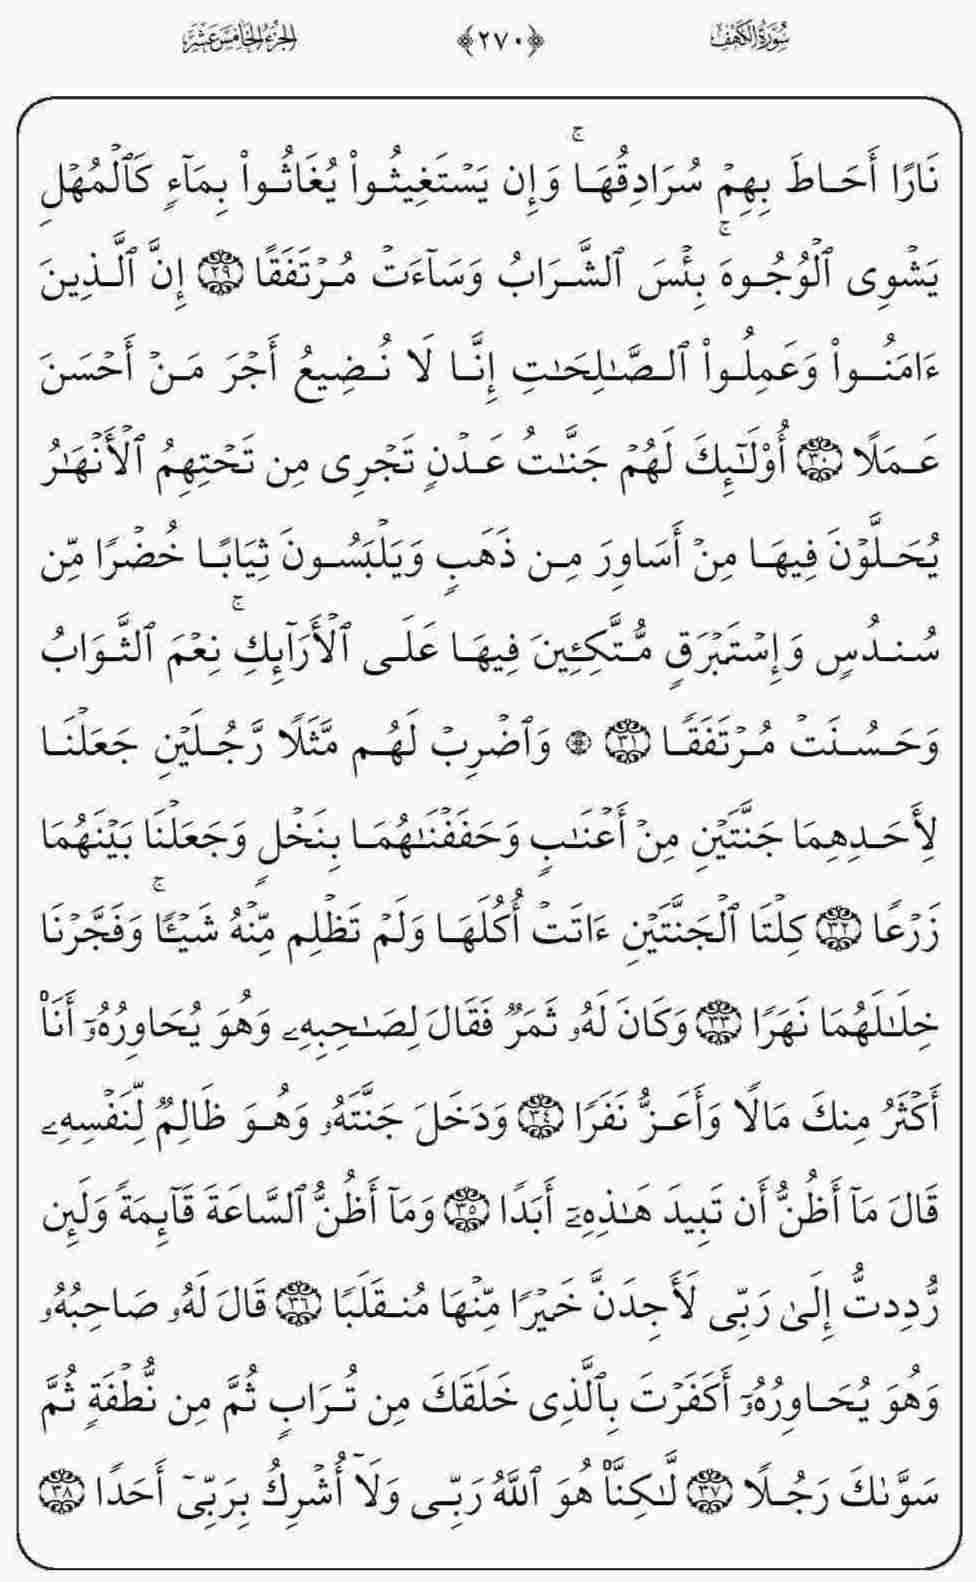 سُورَةُ الكَهْفِ ﴿٢٧٠﴾ الجُزْءُ الخَامِسَ عَشَرَ
نَارًا أَحَاطَ بِهِمۡ سُرَادِقُهَاۚ وَإِن يَسۡتَغِيثُواْ يُغَاثُواْ بِمَآءٖ كَٱلۡمُهۡلِ
يَشۡوِي ٱلۡوُجُوهَۚ بِئۡسَ ٱلشَّرَابُ وَسَآءَتۡ مُرۡتَفَقًا ٢٩ إِنَّ ٱلَّذِينَ
ءَامَنُواْ وَعَمِلُواْ ٱلصَّٰلِحَٰتِ إِنَّا لَا نُضِيعُ أَجۡرَ مَنۡ أَحۡسَنَ
عَمَلًا ٣٠ أُوْلَٰٓئِكَ لَهُمۡ جَنَّٰتُ عَدۡنٖ تَجۡرِي مِن تَحۡتِهِمُ ٱلۡأَنۡهَٰرُ
يُحَلَّوۡنَ فِيهَا مِنۡ أَسَاوِرَ مِن ذَهَبٖ وَيَلۡبَسُونَ ثِيَابًا خُضۡرٗا مِّن
سُندُسٖ وَإِسۡتَبۡرَقٖ مُّتَّكِـِٔينَ فِيهَا عَلَى ٱلۡأَرَآئِكِۚ نِعۡمَ ٱلثَّوَابُ
وَحَسُنَتۡ مُرۡتَفَقٗا ٣١ ۞ وَٱضۡرِبۡ لَهُم مَّثَلٗا رَّجُلَيۡنِ جَعَلۡنَا
لِأَحَدِهِمَا جَنَّتَيۡنِ مِنۡ أَعۡنَٰبٖ وَحَفَفۡنَٰهُمَا بِنَخۡلٖ وَجَعَلۡنَا بَيۡنَهُمَا
زَرۡعٗا ٣٢ كِلۡتَا ٱلۡجَنَّتَيۡنِ ءَاتَتۡ أُكُلَهَا وَلَمۡ تَظۡلِم مِّنۡهُ شَيۡـٔٗاۚ وَفَجَّرۡنَا
خِلَٰلَهُمَا نَهَرٗا ٣٣ وَكَانَ لَهُۥ ثَمَرٞ فَقَالَ لِصَٰحِبِهِۦ وَهُوَ يُحَاوِرُهُۥٓ أَنَا۠
أَكۡثَرُ مِنكَ مَالٗا وَأَعَزُّ نَفَرٗا ٣٤ وَدَخَلَ جَنَّتَهُۥ وَهُوَ ظَالِمٞ لِّنَفۡسِهِۦ
قَالَ مَآ أَظُنُّ أَن تَبِيدَ هَٰذِهِۦٓ أَبَدٗا ٣٥ وَمَآ أَظُنُّ ٱلسَّاعَةَ قَآئِمَةٗ وَلَئِن
رُّدِدتُّ إِلَىٰ رَبِّي لَأَجِدَنَّ خَيۡرٗا مِّنۡهَا مُنقَلَبٗا ٣٦ قَالَ لَهُۥ صَاحِبُهُۥ
وَهُوَ يُحَاوِرُهُۥٓ أَكَفَرۡتَ بِٱلَّذِي خَلَقَكَ مِن تُرَابٖ ثُمَّ مِن نُّطۡفَةٖ ثُمَّ
سَوَّىٰكَ رَجُلٗا ٣٧ لَّٰكِنَّا۠ هُوَ ٱللَّهُ رَبِّي وَلَآ أُشۡرِكُ بِرَبِّيٓ أَحَدٗا ٣٨